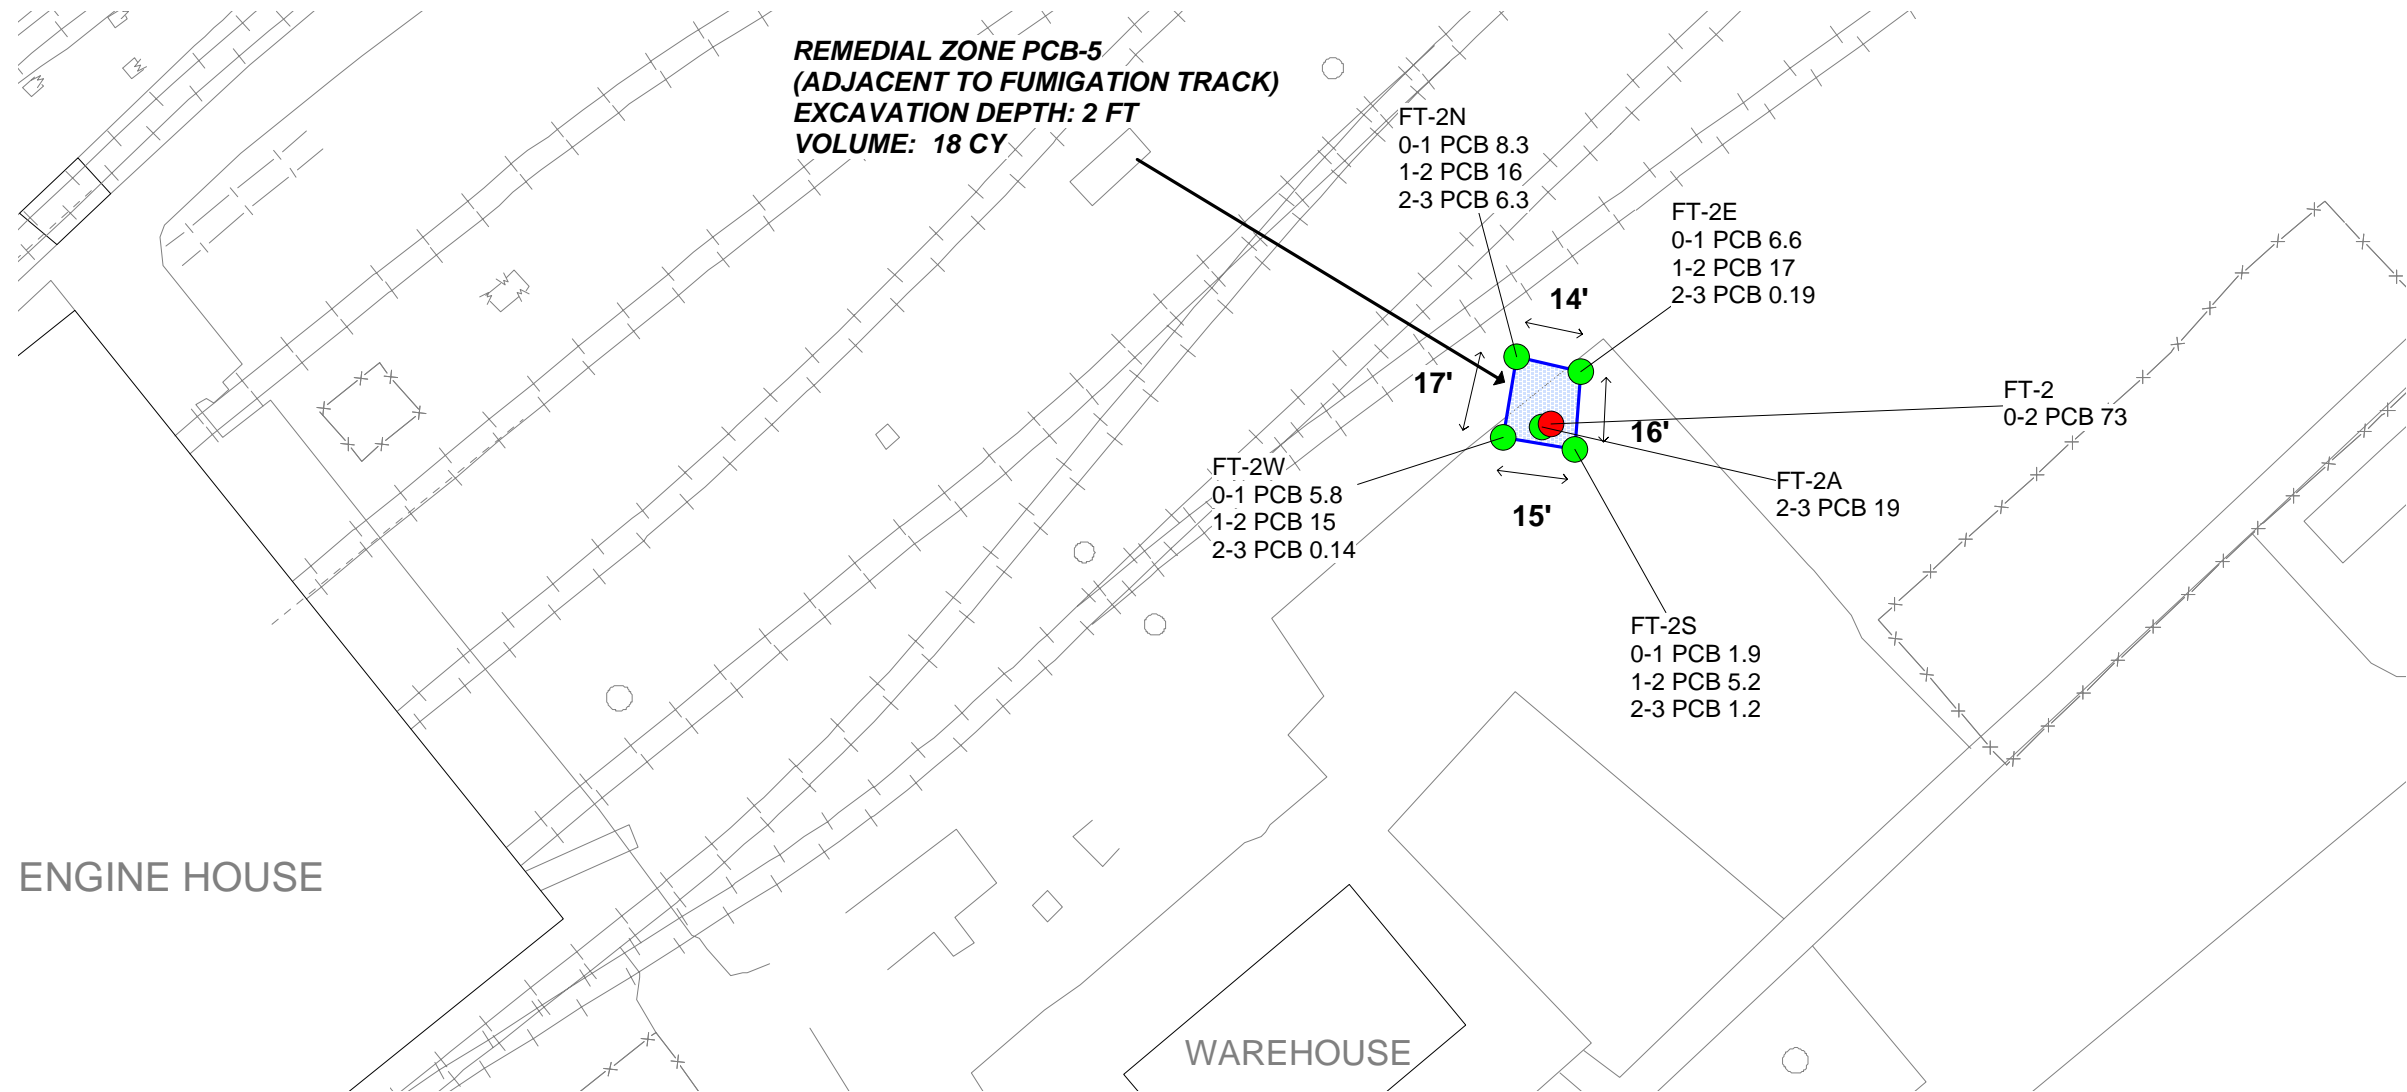 REMEDIAL ZONE PCB-5
(ADJACENT TO FUMIGATION TRACK)
EXCAVATION DEPTH: 2 FT
VOLUME: 18 CY
FT-2N
0-1 PCB 8.3
1-2 PCB 16
2-3 PCB 6.3
FT-2E
0-1 PCB 6.6
1-2 PCB 17
2-3 PCB 0.19
14'
17'
16'
15'
FT-2
0-2 PCB 73
FT-2W
0-1 PCB 5.8
1-2 PCB 15
2-3 PCB 0.14
FT-2A
2-3 PCB 19
FT-2S
0-1 PCB 1.9
1-2 PCB 5.2
2-3 PCB 1.2
ENGINE HOUSE
WAREHOUSE